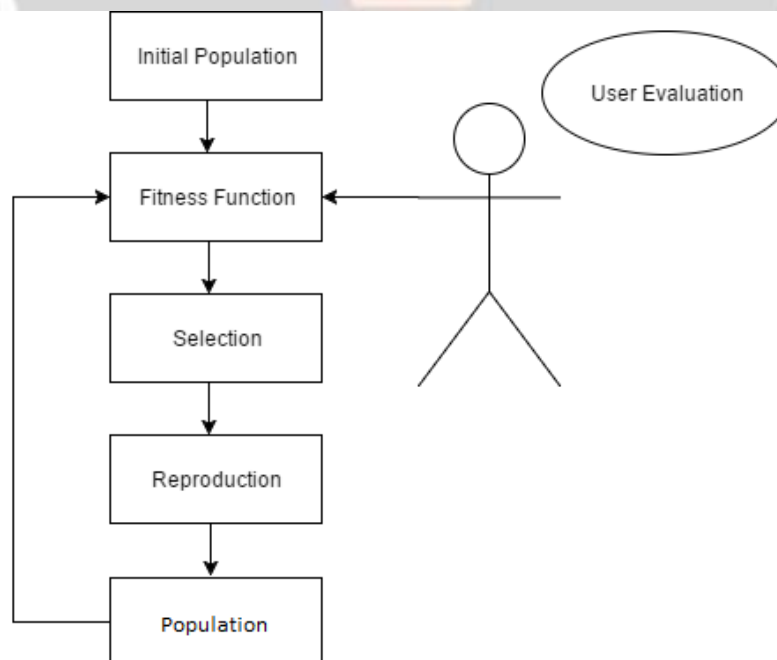 Initial Population
User Evaluation
Fitness Function
Selection
Reproduction
Population